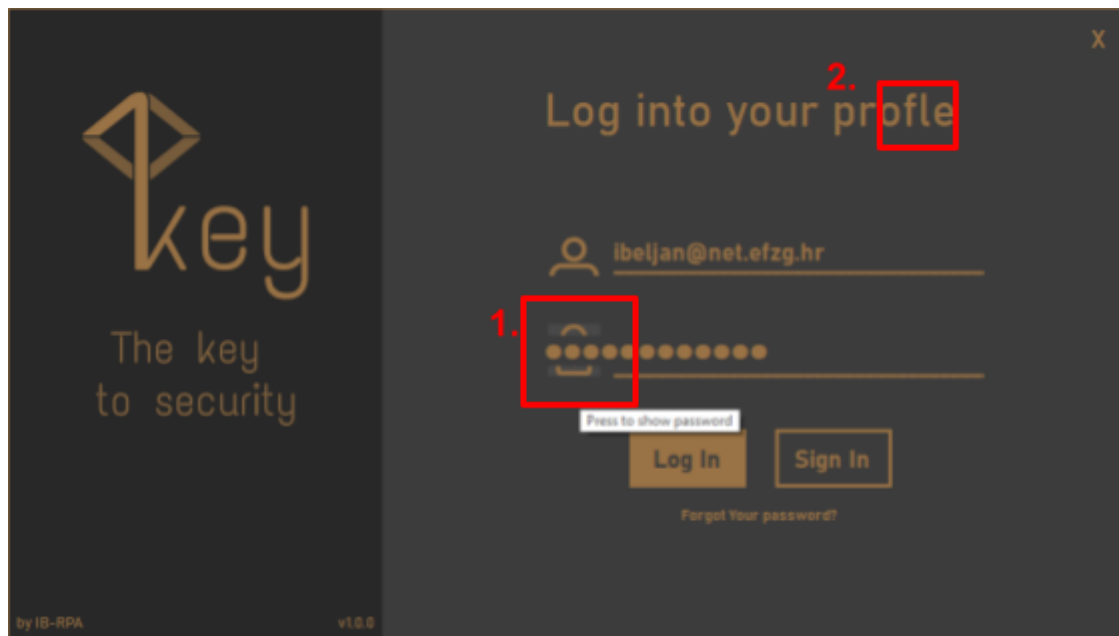 key
The key
to security
by IB-RPA
v1.0.0
X
2.
Log into your profle
ibeljan@net.efzg.hr
1.
●●●●●●●●●●●●
Press to show password
Log In
Sign In
Forgot Your password?